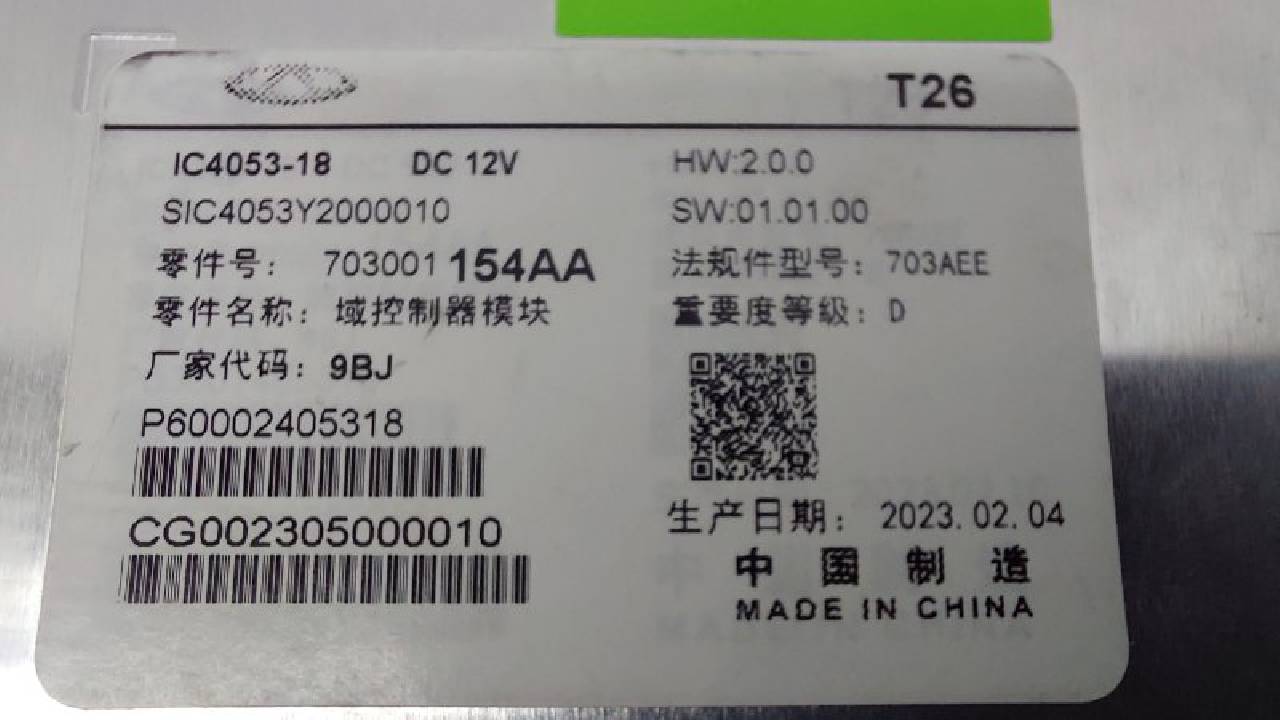 T26
IC4053-18 DC 12V
HW:2.0.0
SIC4053Y2000010
SW:01.01.00
零件号: 703001154AA
法规件型号: 703AEE
零件名称: 域控制器模块
重要度等级: D
厂家代码: 9BJ
P60002405318
CG002305000010
生产日期: 2023.02.04
中国制造
MADE IN CHINA